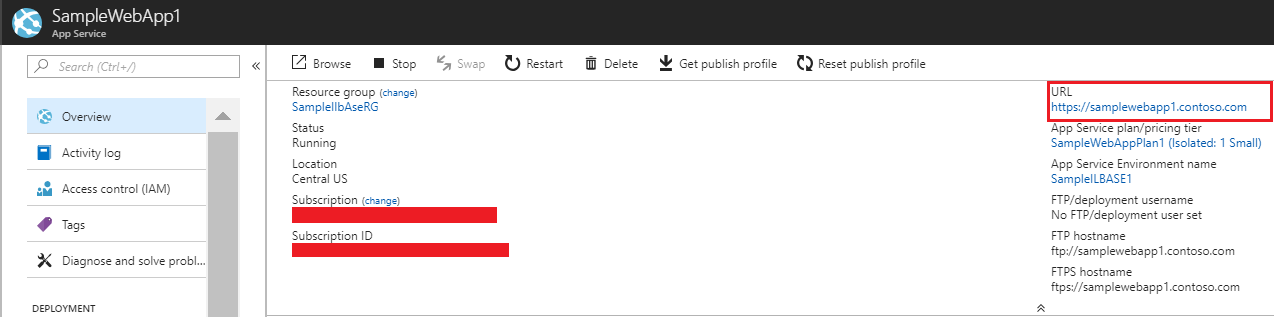 SampleWebApp1
App Service
Search (Ctrl+/)
«
Overview
Activity log
Access control (IAM)
Tags
Diagnose and solve probl...
DEPLOYMENT
Browse Stop Swap Restart Delete Get publish profile Reset publish profile
Resource group (change)
SampleIlbAseRG
Status
Running
Location
Central US
Subscription (change)
Subscription ID
URL
https://samplewebapp1.contoso.com
App Service plan/pricing tier
SampleWebAppPlan1 (Isolated: 1 Small)
App Service Environment name
SampleILBASE1
FTP/deployment username
No FTP/deployment user set
FTP hostname
ftp://samplewebapp1.contoso.com
FTPS hostname
ftps://samplewebapp1.contoso.com